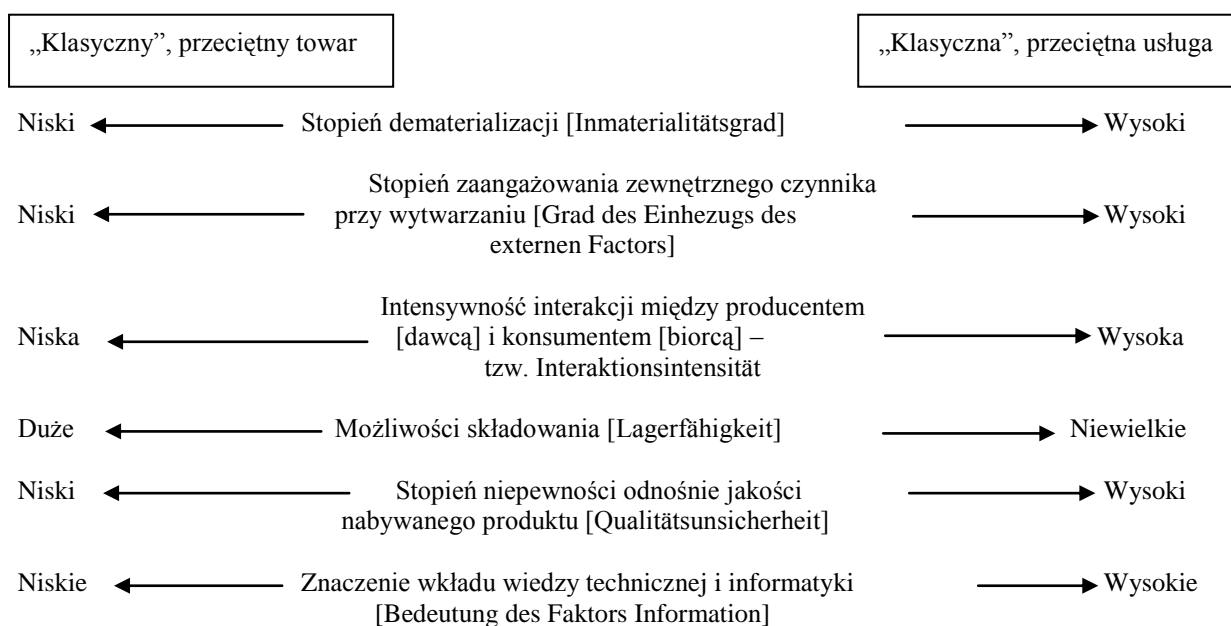 „Klasyczny”, przeciętny towar
„Klasyczna”, przeciętna usługa
Niski Stopień dematerializacji [Inmaterialitätsgrad] Wysoki
Stopień zaangażowania zewnętrznego czynnika
Niski przy wytwarzaniu [Grad des Einhezugs des Wysoki
externen Factors]
Intensywność interakcji między producentem
Niska [dawcą] i konsumentem [biorcą] – Wysoka
tzw. Interaktionsintensität
Duże Możliwości składowania [Lagerfähigkeit] Niewielkie
Niski Stopień niepewności odnośnie jakości Wysoki
nabywanego produktu [Qualitätsunsicherheit]
Niskie Znaczenie wkładu wiedzy technicznej i informatyki Wysokie
[Bedeutung des Faktors Information]